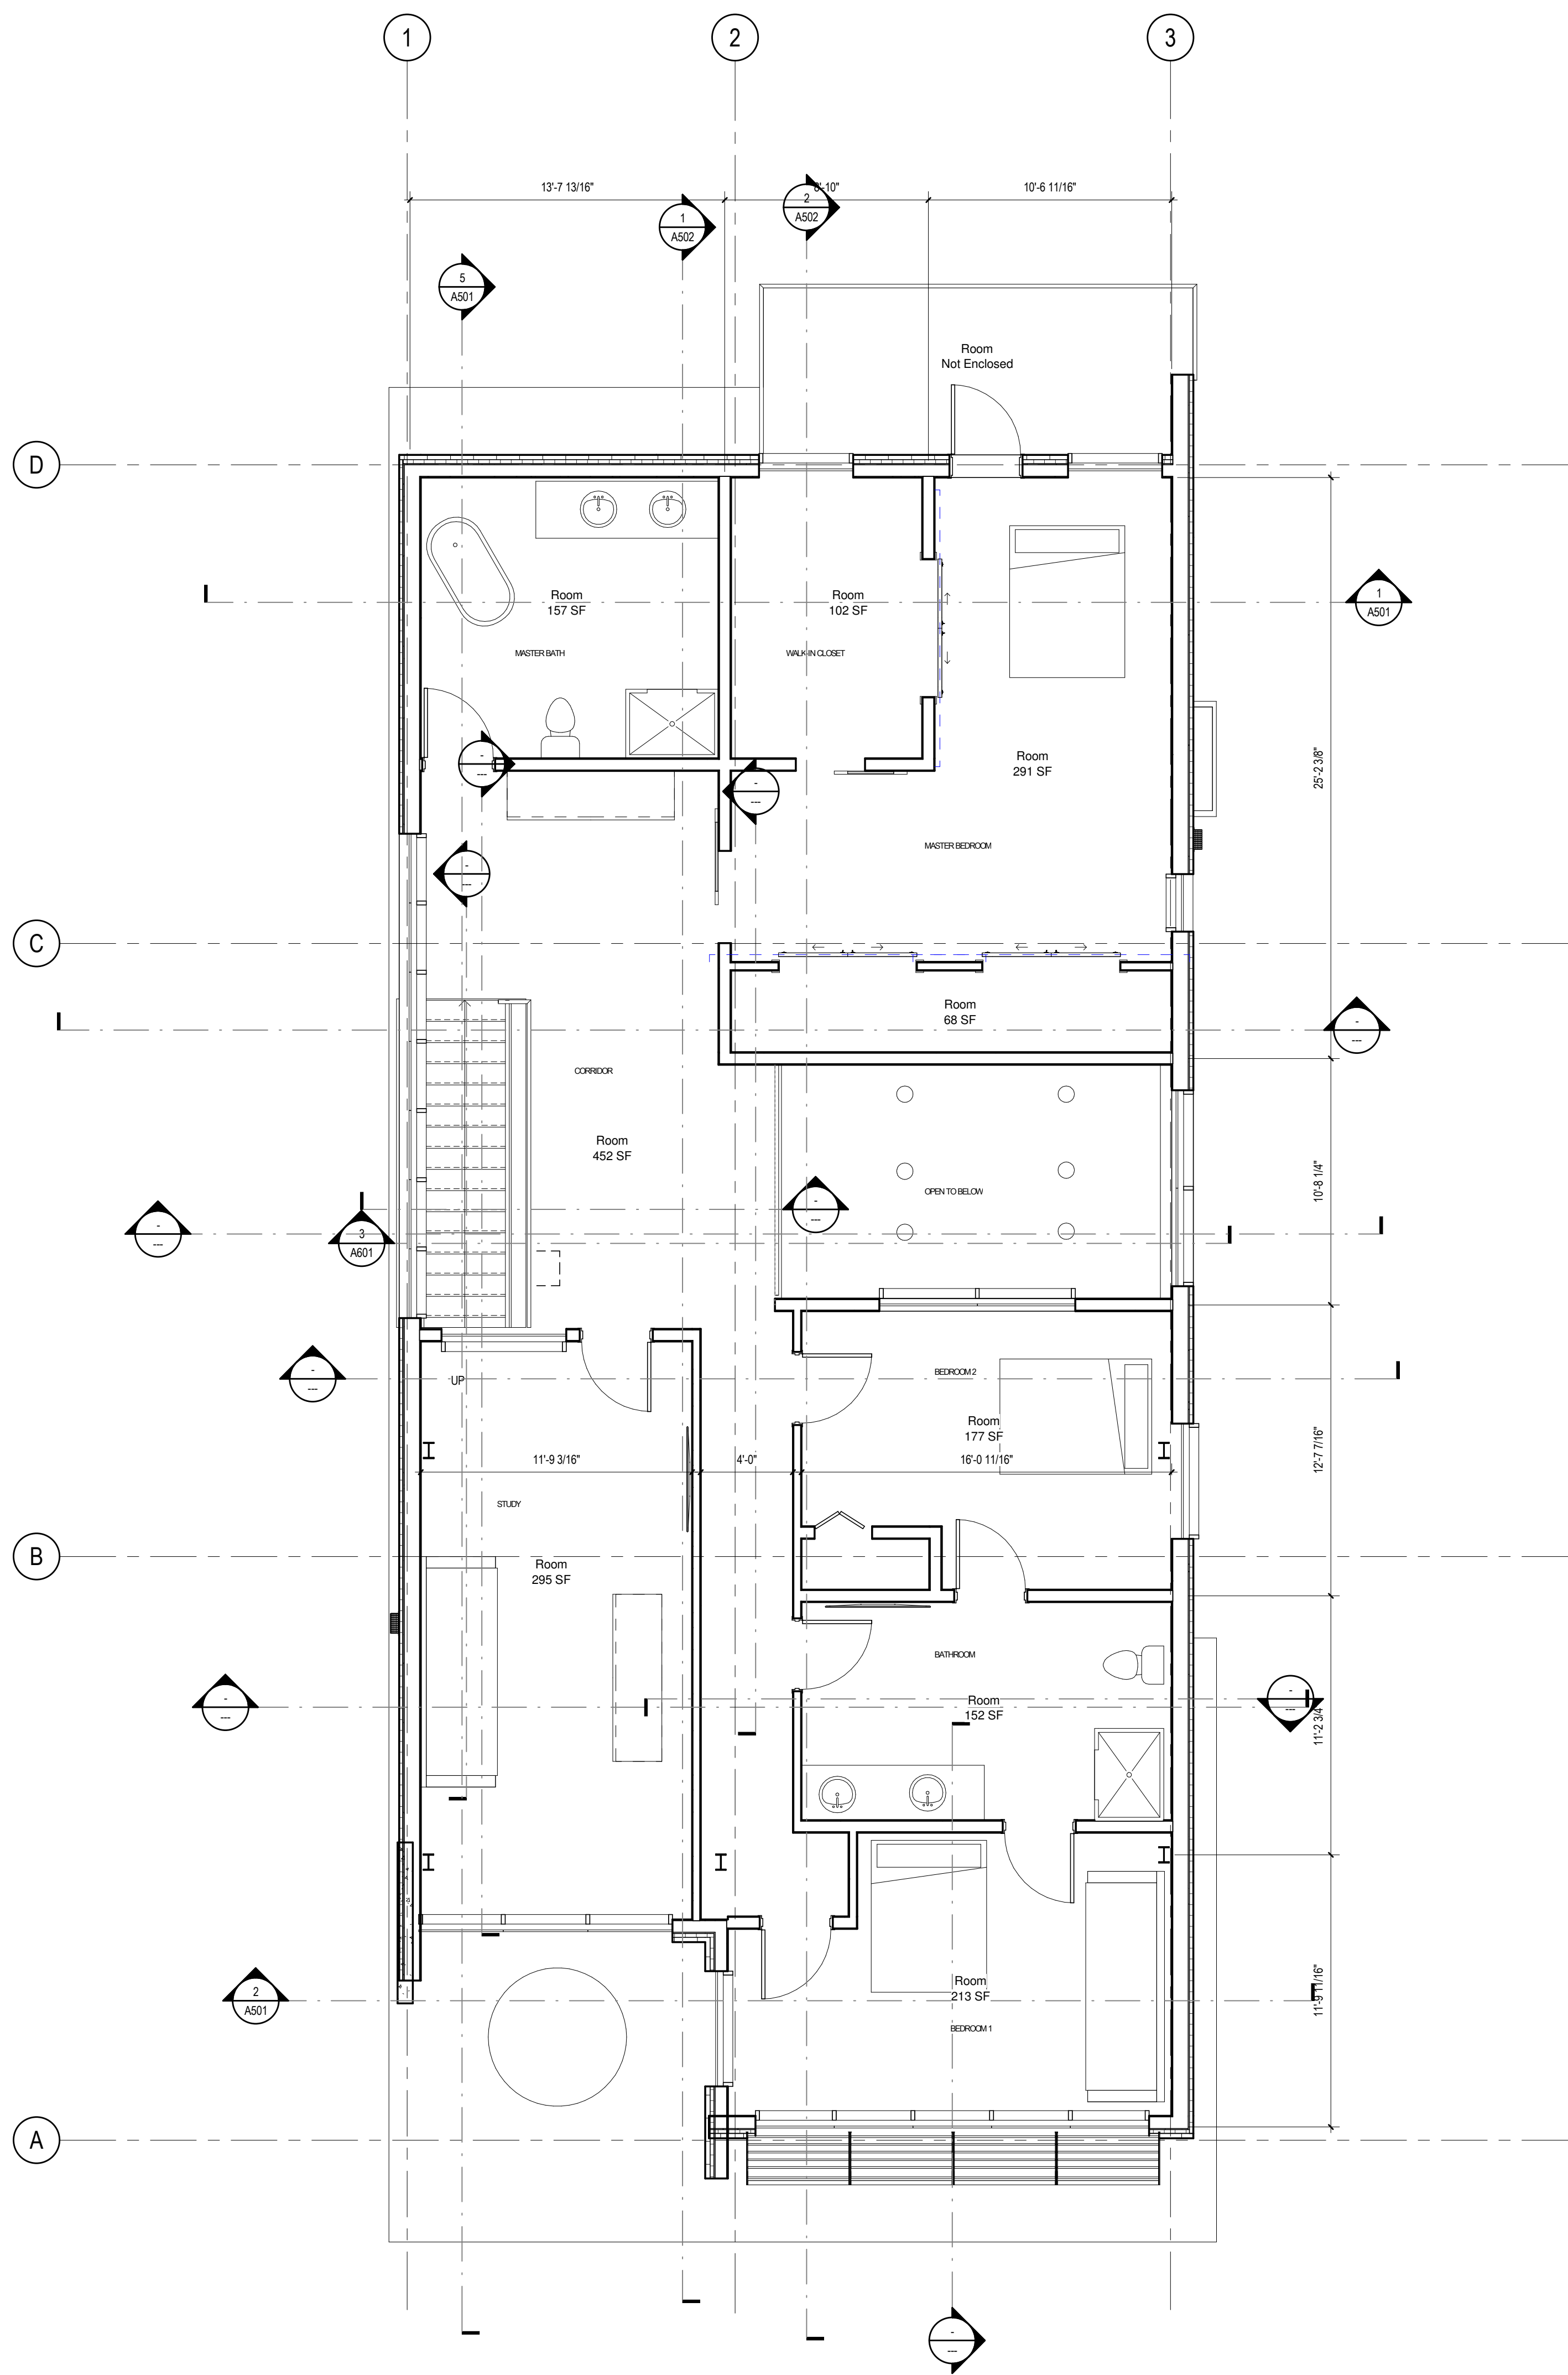 1
2
3
13'-7 13/16"
8'-10"
10'-6 11/16"
2
A502
1
A502
5
A501
Room
Not Enclosed
D
Room
157 SF
MASTER BATH
Room
102 SF
WALK-IN CLOSET
1
A501
Room
291 SF
25'-2 3/8"
-
---
-
---
MASTER BEDROOM
-
---
C
Room
68 SF
-
---
CORRIDOR
Room
452 SF
OPEN TO BELOW
10'-8 1/4"
-
---
-
---
3
A601
-
---
UP
BEDROOM 2
Room
177 SF
11'-9 3/16"
4'-0"
16'-0 11/16"
12'-7 7/16"
STUDY
B
Room
295 SF
BATHROOM
Room
152 SF
-
---
-
---
11'-2 3/4"
2
A501
Room
213 SF
BEDROOM 1
11'-9 11/16"
A
-
---